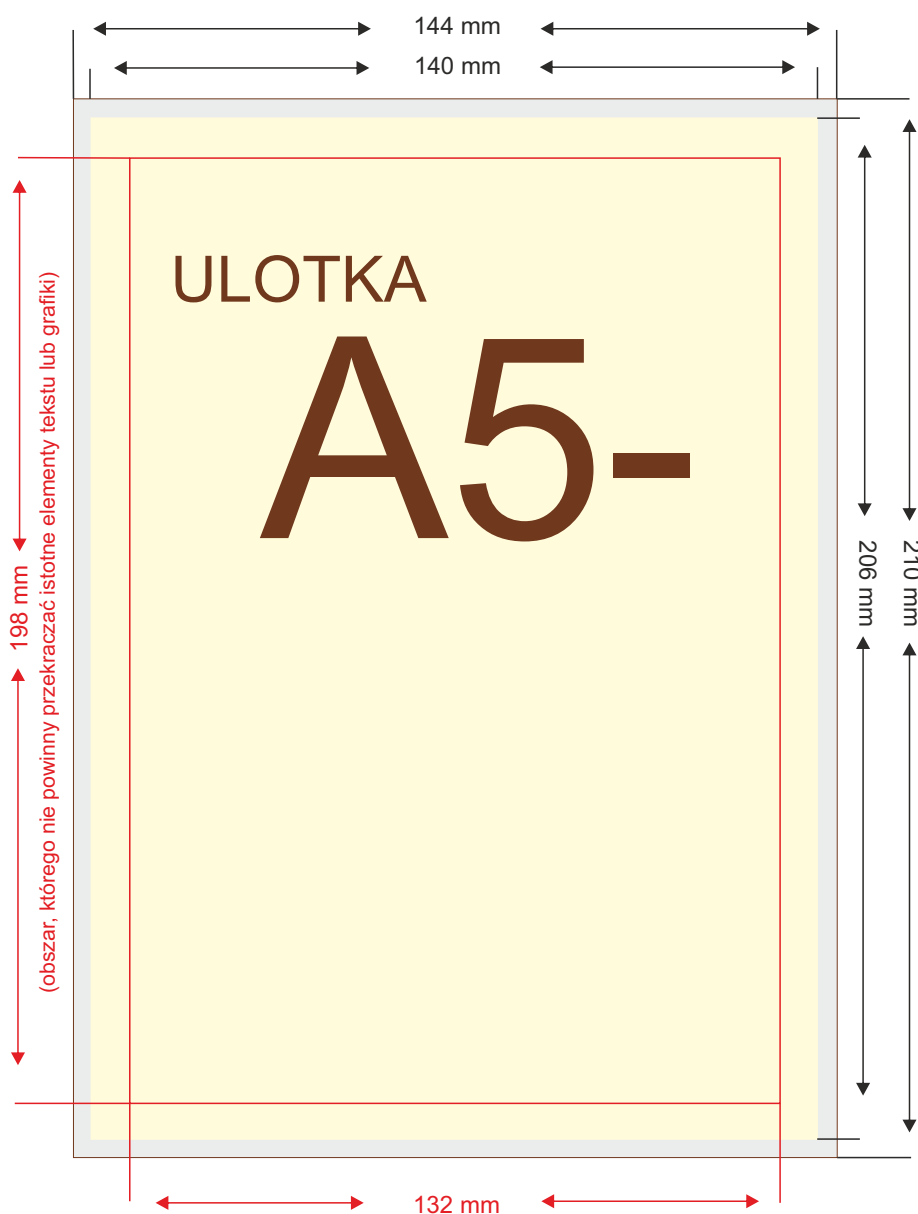 144 mm
140 mm
ULOTKA
A5-
206 mm
210 mm
198 mm
(obszar, którego nie powinny przekraczać istotne elementy tekstu lub grafiki)
132 mm